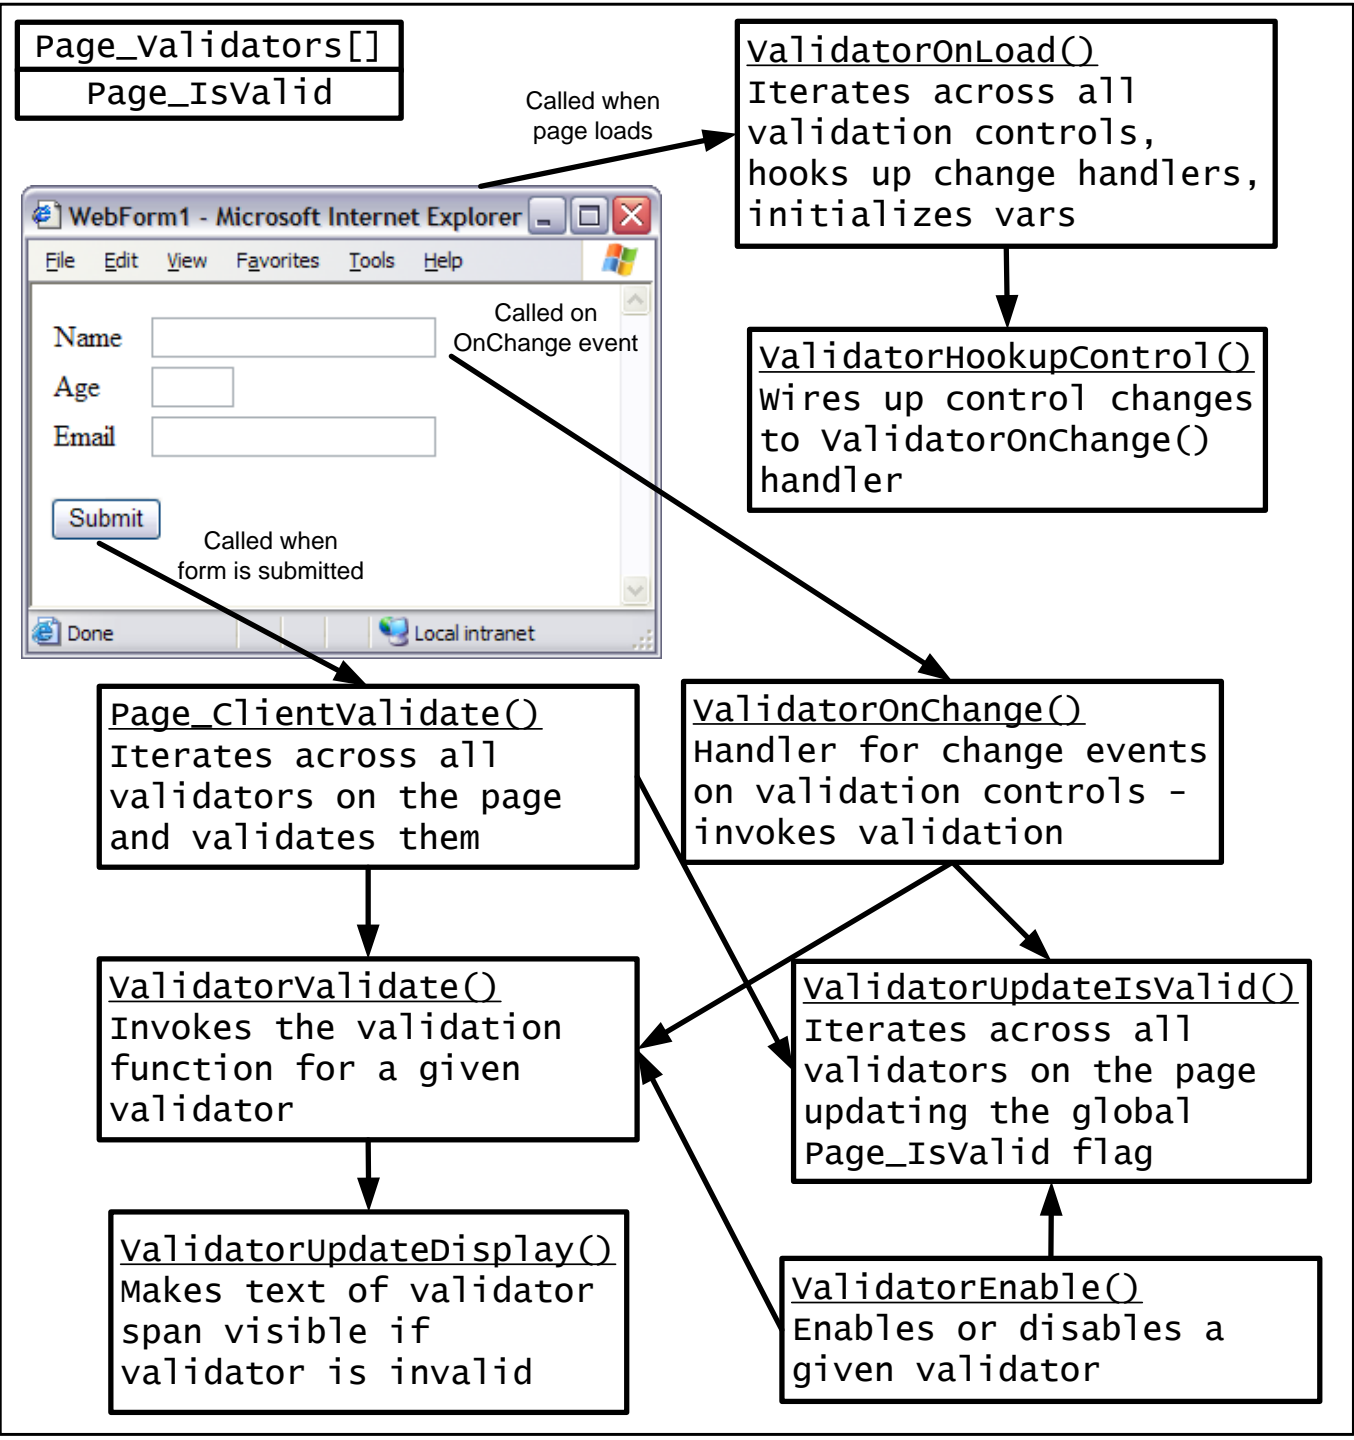 Page_Validators[]
Page_IsValid
Called when
page loads
ValidatorOnLoad()
Iterates across all
validation controls,
hooks up change handlers,
initializes vars
WebForm1 - Microsoft Internet Explorer
File Edit View Favorites Tools Help
Name
Age
Email
Submit
Called on
OnChange event
Called when
form is submitted
Done
Local intranet
ValidatorHookupControl()
Wires up control changes
to ValidatorOnChange()
handler
Page_ClientValidate()
Iterates across all
validators on the page
and validates them
ValidatorOnChange()
Handler for change events
on validation controls -
invokes validation
ValidatorValidate()
Invokes the validation
function for a given
validator
ValidatorUpdateIsValid()
Iterates across all
validators on the page
updating the global
Page_IsValid flag
ValidatorUpdateDisplay()
Makes text of validator
span visible if
validator is invalid
ValidatorEnable()
Enables or disables a
given validator